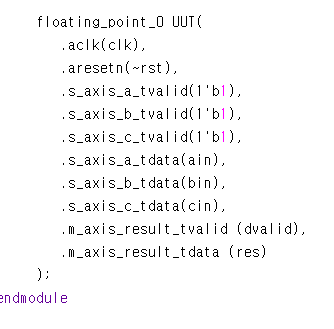 floating_point_0 UUT(
.aclk(clk),
.aresetn(~rst),
.s_axis_a_tvalid(1'b1),
.s_axis_b_tvalid(1'b1),
.s_axis_c_tvalid(1'b1),
.s_axis_a_tdata(ain),
.s_axis_b_tdata(bin),
.s_axis_c_tdata(cin),
.m_axis_result_tvalid (dvalid),
.m_axis_result_tdata (res)
);
endmodule